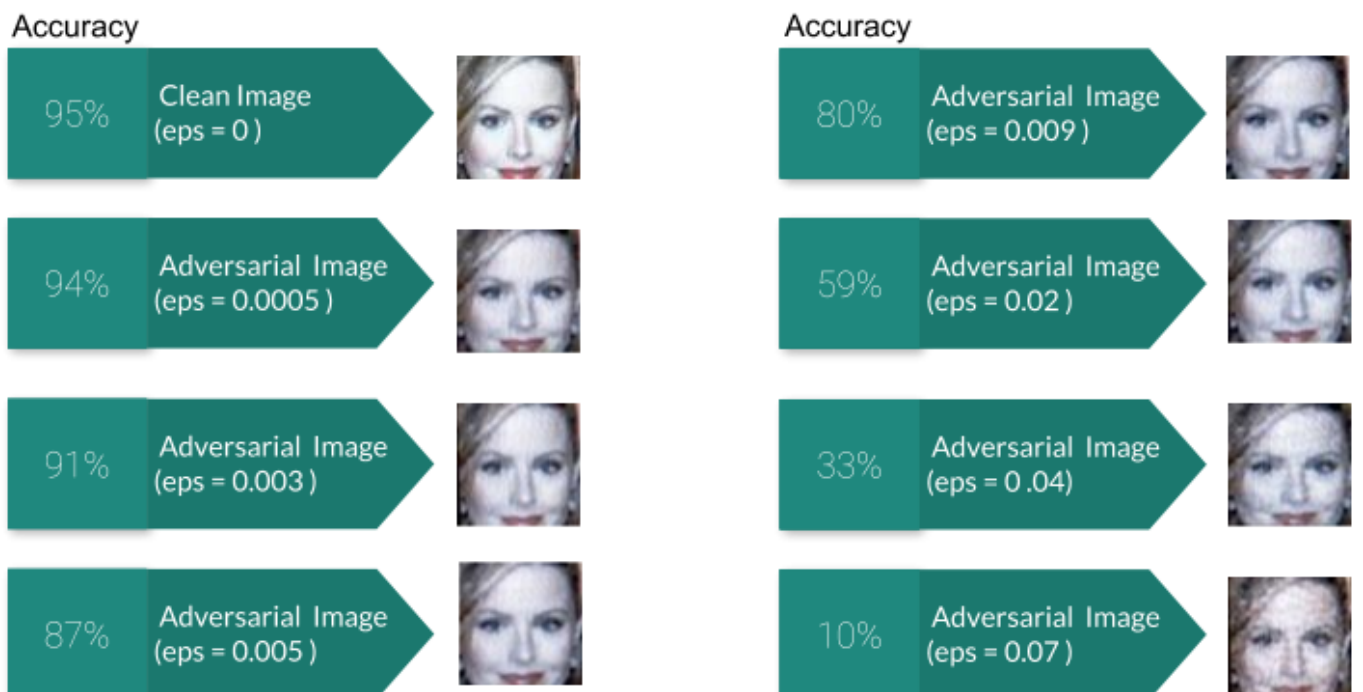 Accuracy
95%
Clean Image
(eps = 0 )
94%
Adversarial Image
(eps = 0.0005 )
91%
Adversarial Image
(eps = 0.003 )
87%
Adversarial Image
(eps = 0.005 )
Accuracy
80%
Adversarial Image
(eps = 0.009 )
59%
Adversarial Image
(eps = 0.02 )
33%
Adversarial Image
(eps = 0 .04)
10%
Adversarial Image
(eps = 0.07 )